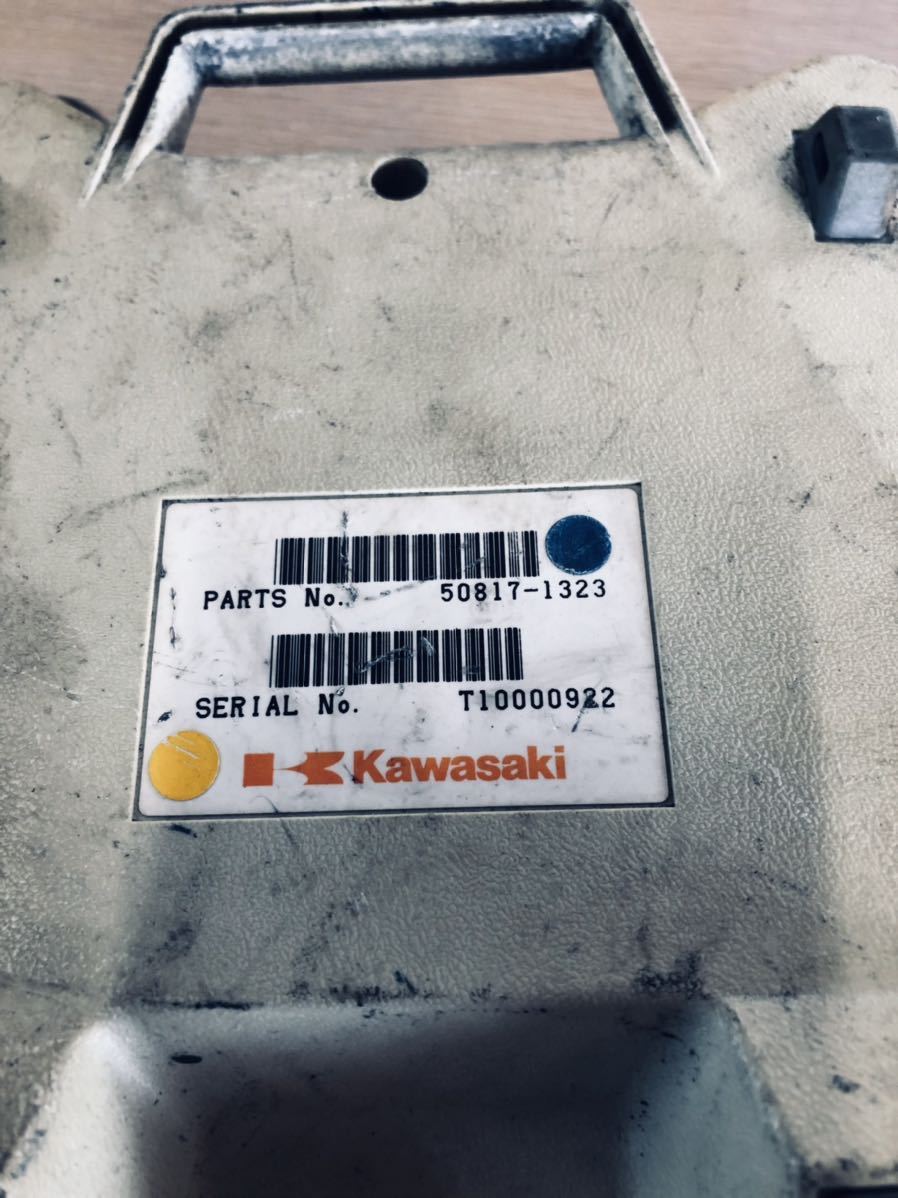 PARTS No. 50817-1323
SERIAL No. T10000922
Kawasaki